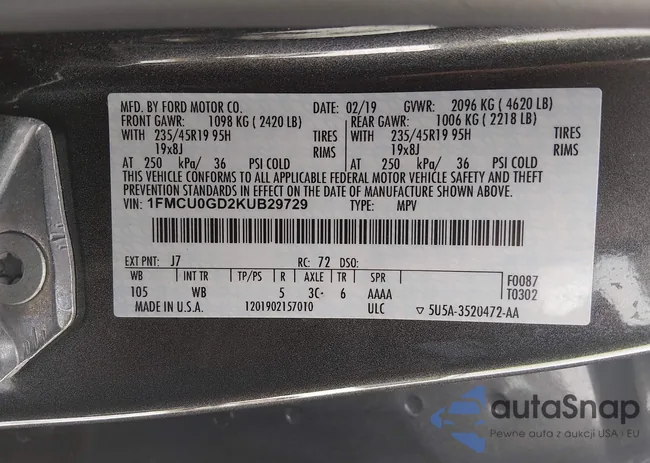 MFD. BY FORD MOTOR CO. DATE: 02/19 GVWR: 2096 KG ( 4620 LB)
FRONT GAWR: 1098 KG ( 2420 LB) REAR GAWR: 1006 KG ( 2218 LB)
WITH 235/45R19 95H TIRES WITH 235/45R19 95H TIRES
19x8J RIMS 19x8J RIMS
AT 250 kPa/ 36 PSI COLD AT 250 kPa/ 36 PSI COLD
THIS VEHICLE CONFORMS TO ALL APPLICABLE FEDERAL MOTOR VEHICLE SAFETY AND THEFT
PREVENTION STANDARDS IN EFFECT ON THE DATE OF MANUFACTURE SHOWN ABOVE.
VIN: 1FMCU0GD2KUB29729 TYPE: MPV
EXT PNT: J7 RC: 72 DSO:
WB INT TR TP/PS R AXLE TR SPR F0087
105 WB 5 3C- 6 AAAA T0302
MADE IN U.S.A. 1201902157010 ULC ▽ 5U5A-3520472-AA
autaSnap
Pewne auta z aukcji USA i EU